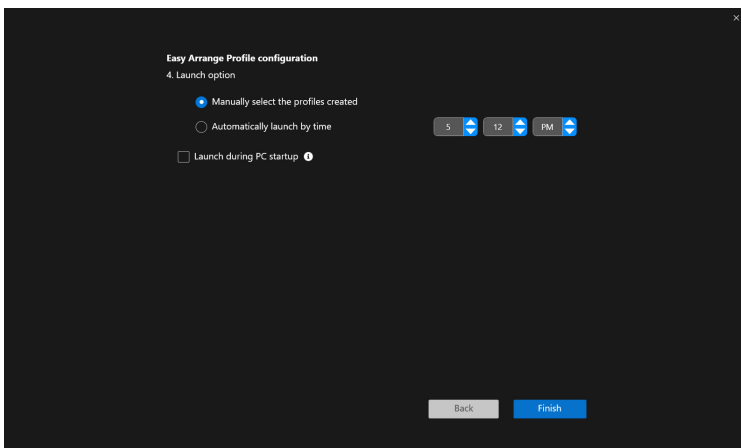 Easy Arrange Profile configuration
4. Launch option
Manually select the profiles created
Automatically launch by time 5 12 PM
Launch during PC startup
Back Finish